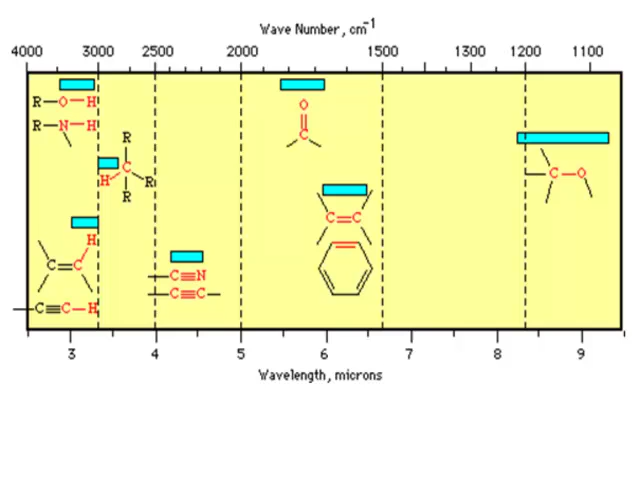 Wave Number, cm-1
4000 3000 2500 2000 1500 1300 1200 1100
R—O—H
R—N—H
O
C
C—O
R
C
H R
R
C=C
H
C=C
C≡N
C≡C
C≡C—H
3 4 5 6 7 8 9
Wavelength, microns